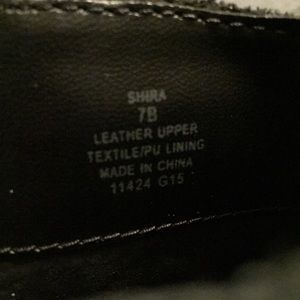 SHIRA
7B
LEATHER UPPER
TEXTILE/PU LINING
MADE IN CHINA
11424 G15